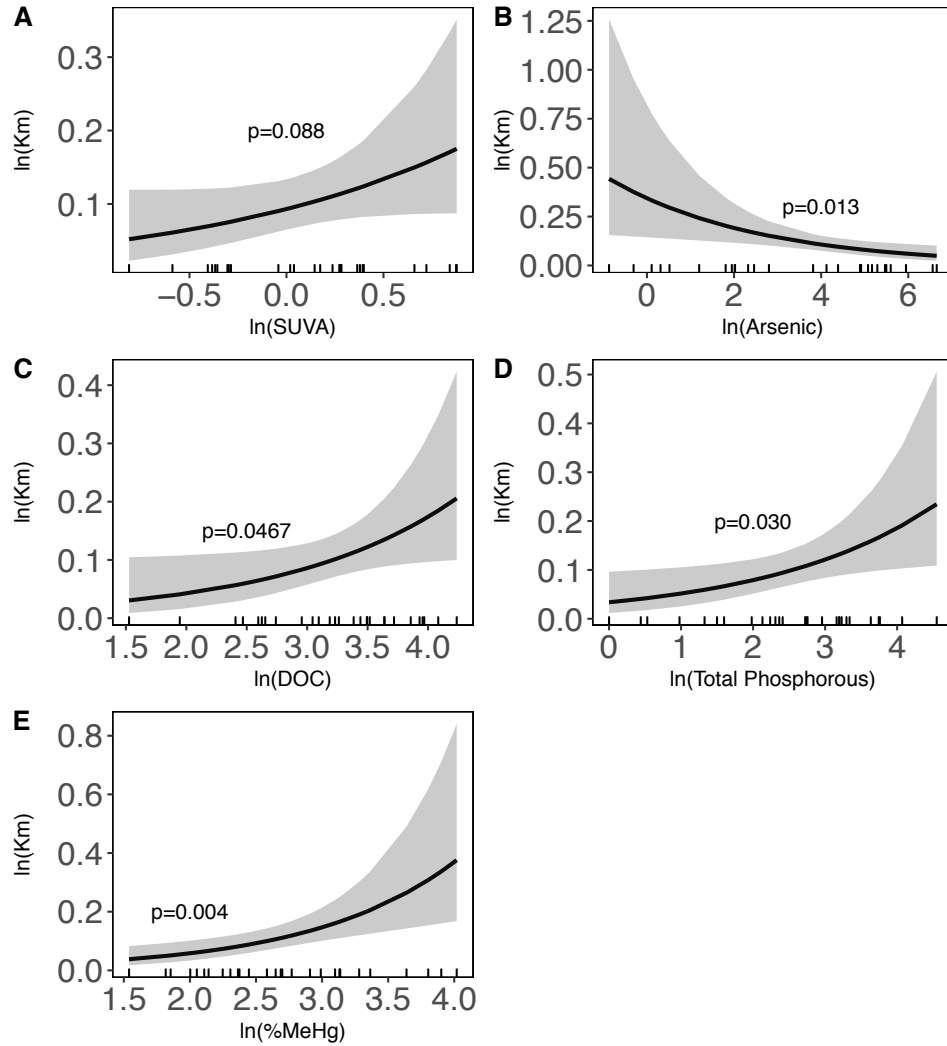 A
ln(Km)
0.3
0.2
0.1
p=0.088
−0.5
0.0
0.5
ln(SUVA)
B
ln(Km)
1.25
1.00
0.75
0.50
0.25
0.00
p=0.013
0
2
4
6
ln(Arsenic)
C
ln(Km)
0.4
0.3
0.2
0.1
0.0
p=0.0467
1.5
2.0
2.5
3.0
3.5
4.0
ln(DOC)
D
ln(Km)
0.5
0.4
0.3
0.2
0.1
0.0
p=0.030
0
1
2
3
4
ln(Total Phosphorous)
E
ln(Km)
0.8
0.6
0.4
0.2
0.0
p=0.004
1.5
2.0
2.5
3.0
3.5
4.0
ln(%MeHg)